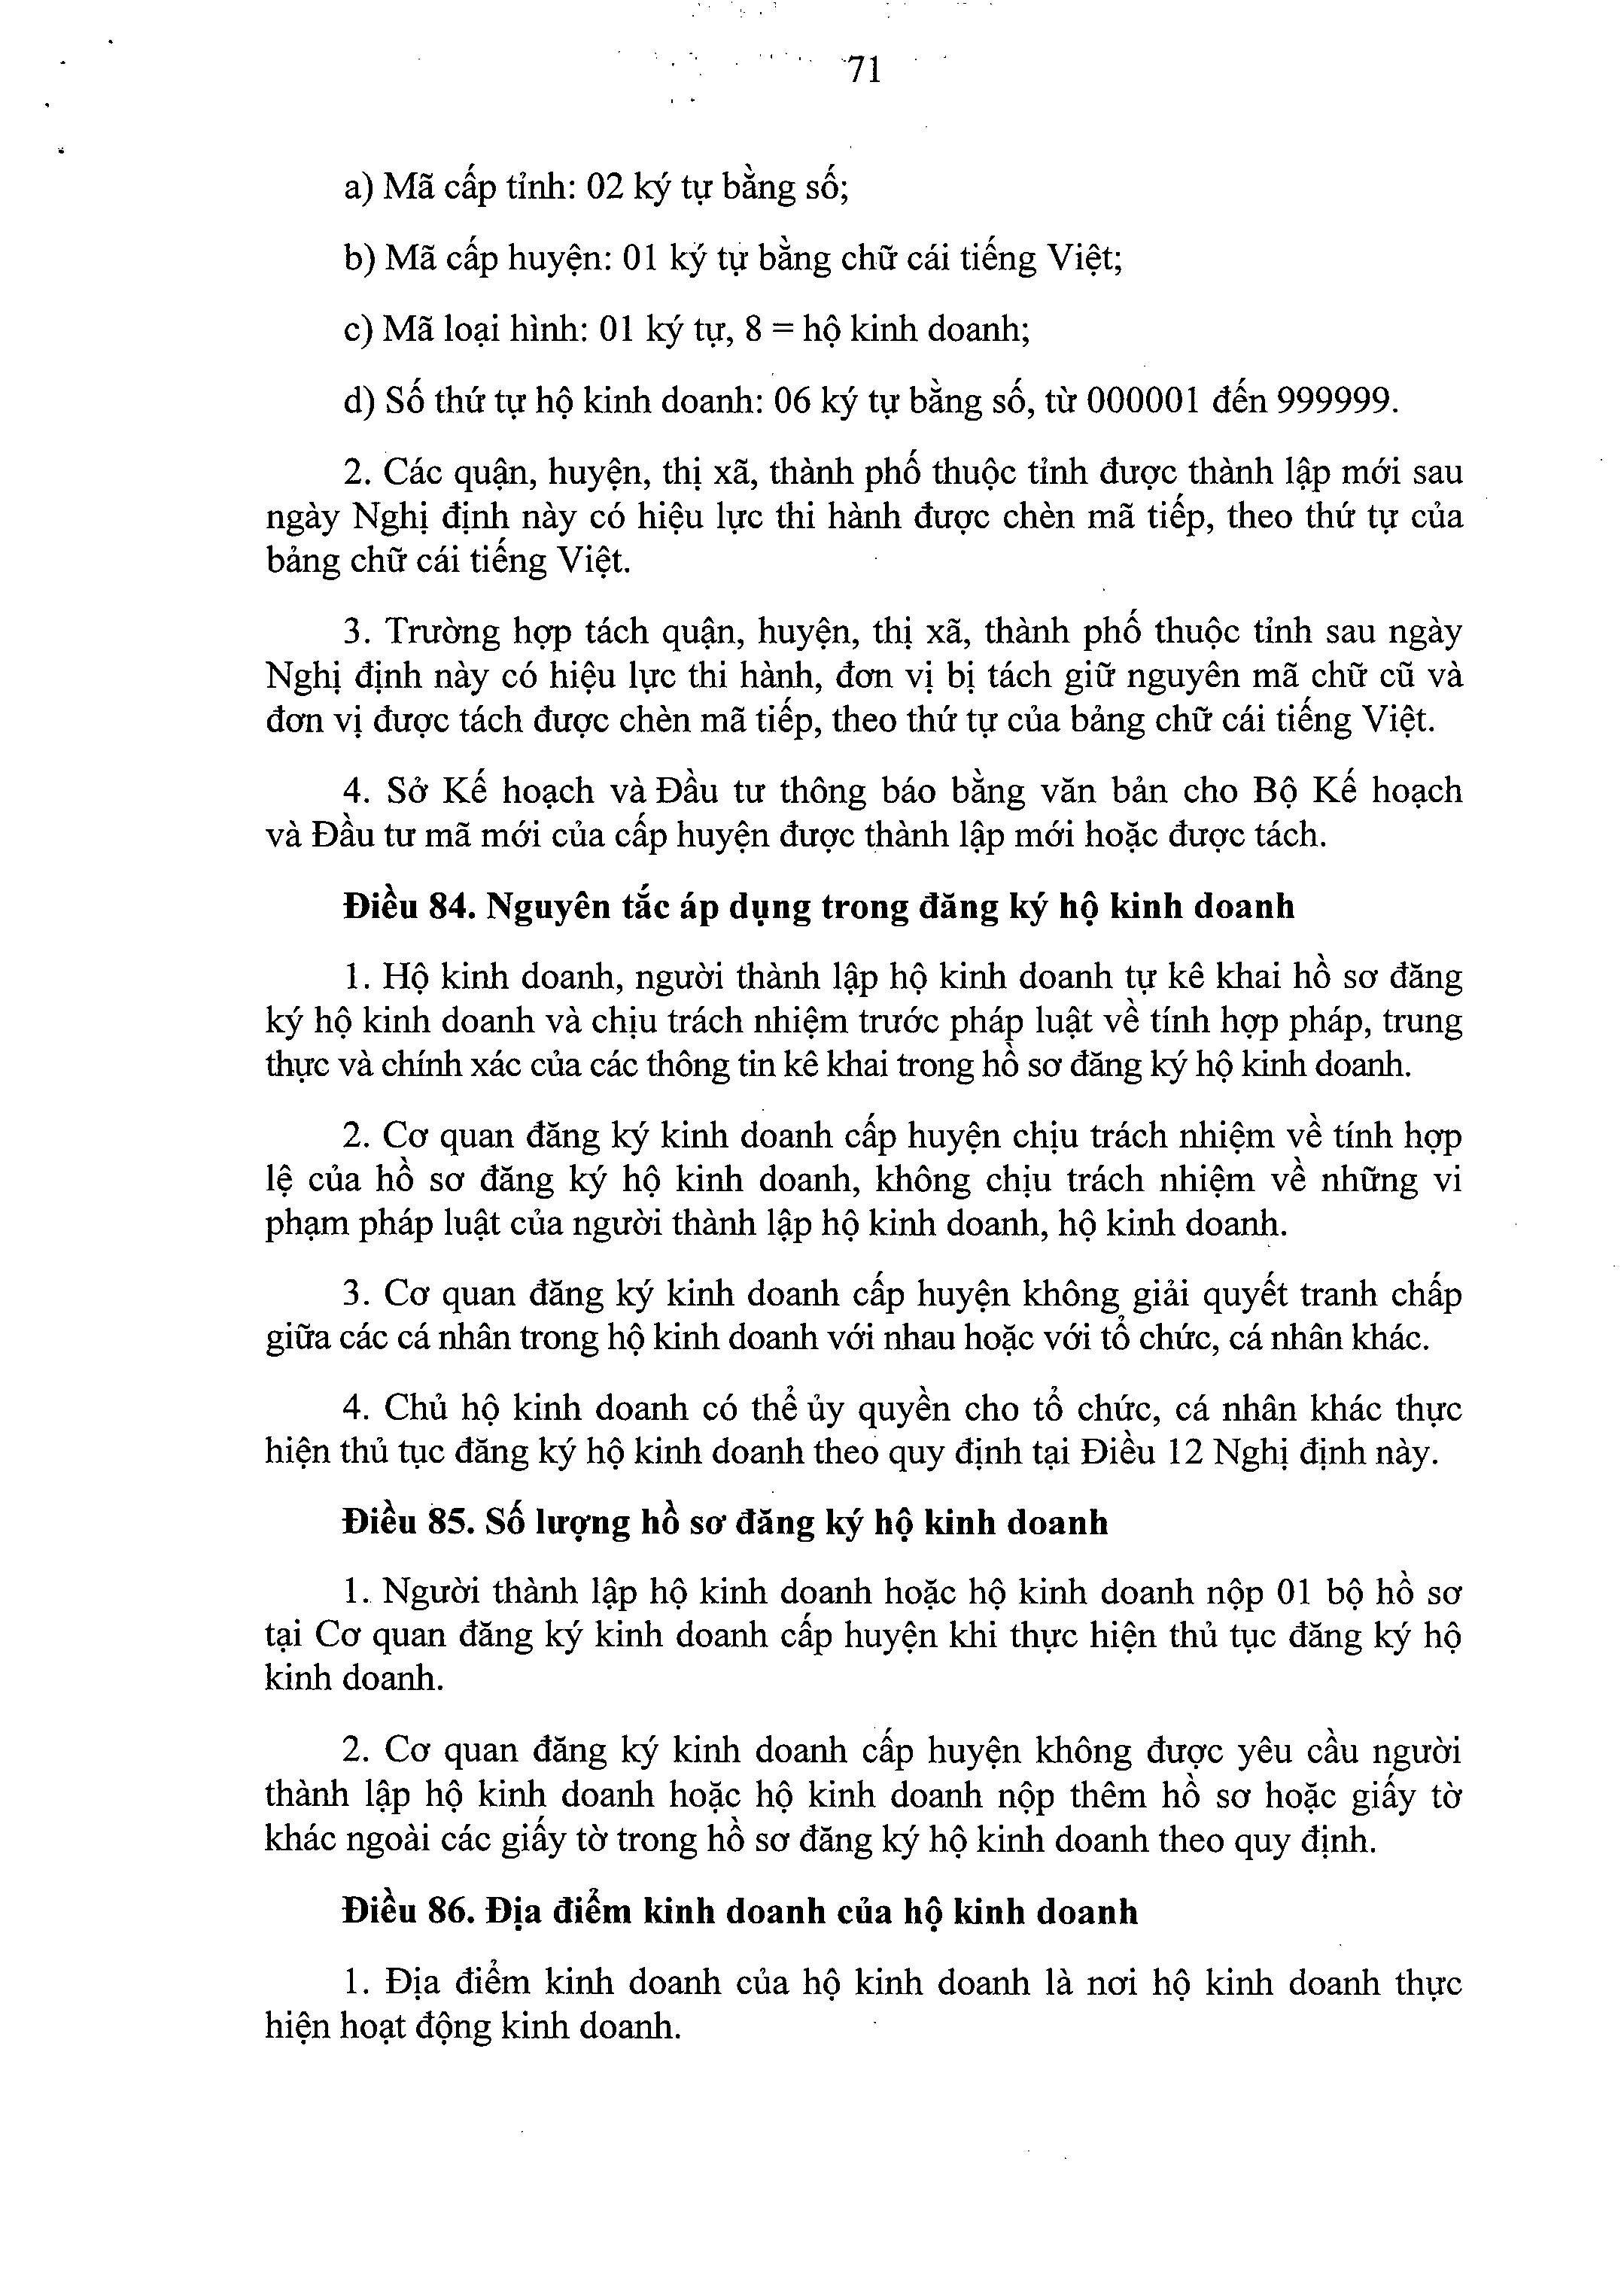 71
a) Mã cấp tỉnh: 02 ký tự bằng số;
b) Mã cấp huyện: 01 ký tự bằng chữ cái tiếng Việt;
c) Mã loại hình: 01 ký tự, 8 = hộ kinh doanh;
d) Số thứ tự hộ kinh doanh: 06 ký tự bằng số, từ 000001 đến 999999.
2. Các quận, huyện, thị xã, thành phố thuộc tỉnh được thành lập mới sau
ngày Nghị định này có hiệu lực thi hành được chèn mã tiếp, theo thứ tự của
bảng chữ cái tiếng Việt.
3. Trường hợp tách quận, huyện, thị xã, thành phố thuộc tỉnh sau ngày
Nghị định này có hiệu lực thi hành, đơn vị bị tách giữ nguyên mã chữ cũ và
đơn vị được tách được chèn mã tiếp, theo thứ tự của bảng chữ cái tiếng Việt.
4. Sở Kế hoạch và Đầu tư thông báo bằng văn bản cho Bộ Kế hoạch
và Đầu tư mã mới của cấp huyện được thành lập mới hoặc được tách.
Điều 84. Nguyên tắc áp dụng trong đăng ký hộ kinh doanh
1. Hộ kinh doanh, người thành lập hộ kinh doanh tự kê khai hồ sơ đăng
ký hộ kinh doanh và chịu trách nhiệm trước pháp luật về tính hợp pháp, trung
thực và chính xác của các thông tin kê khai trong hồ sơ đăng ký hộ kinh doanh.
2. Cơ quan đăng ký kinh doanh cấp huyện chịu trách nhiệm về tính hợp
lệ của hồ sơ đăng ký hộ kinh doanh, không chịu trách nhiệm về những vi
phạm pháp luật của người thành lập hộ kinh doanh, hộ kinh doanh.
3. Cơ quan đăng ký kinh doanh cấp huyện không giải quyết tranh chấp
giữa các cá nhân trong hộ kinh doanh với nhau hoặc với tổ chức, cá nhân khác.
4. Chủ hộ kinh doanh có thể ủy quyền cho tổ chức, cá nhân khác thực
hiện thủ tục đăng ký hộ kinh doanh theo quy định tại Điều 12 Nghị định này.
Điều 85. Số lượng hồ sơ đăng ký hộ kinh doanh
1. Người thành lập hộ kinh doanh hoặc hộ kinh doanh nộp 01 bộ hồ sơ
tại Cơ quan đăng ký kinh doanh cấp huyện khi thực hiện thủ tục đăng ký hộ
kinh doanh.
2. Cơ quan đăng ký kinh doanh cấp huyện không được yêu cầu người
thành lập hộ kinh doanh hoặc hộ kinh doanh nộp thêm hồ sơ hoặc giấy tờ
khác ngoài các giấy tờ trong hồ sơ đăng ký hộ kinh doanh theo quy định.
Điều 86. Địa điểm kinh doanh của hộ kinh doanh
1. Địa điểm kinh doanh của hộ kinh doanh là nơi hộ kinh doanh thực
hiện hoạt động kinh doanh.